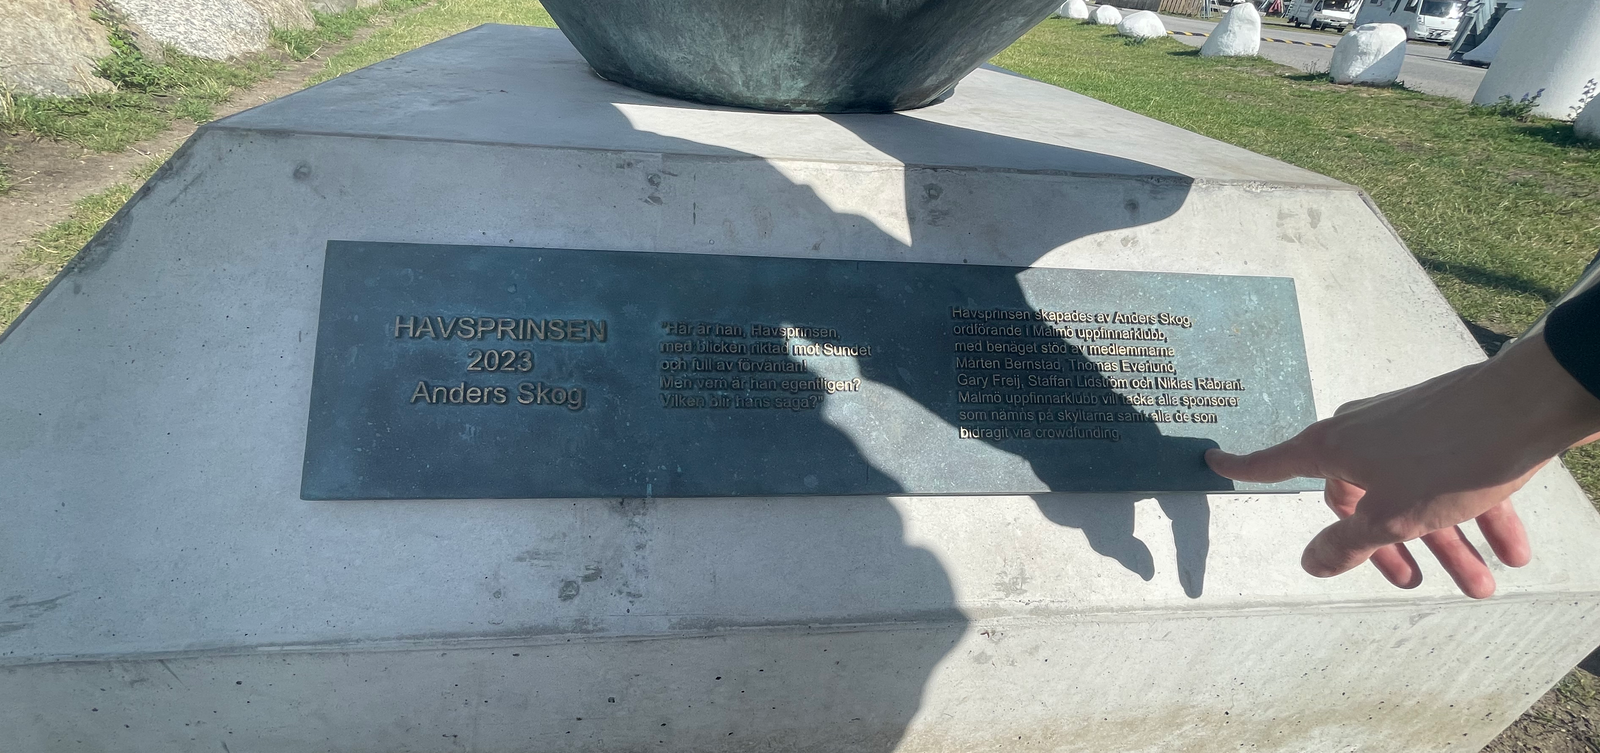 HAVSPRINSEN
2023
Anders Skog
"Här är han, Havsprinsen,
med blicken riktad mot Sundet
och full av förväntan!
Men vem är han egentligen?
Vilken blir hans saga?"
Havsprinsen skapades av Anders Skog,
ordförande i Malmö uppfinnarklubb,
med benäget stöd av medlemmarna
Mårten Bernstad, Thomas Everlund,
Gary Freij, Staffan Lidström och Niklas Råbrant.
Malmö uppfinnarklubb vill tacka alla sponsorer
som nämns på skyltarna samt alla de som
bidragit via crowdfunding.